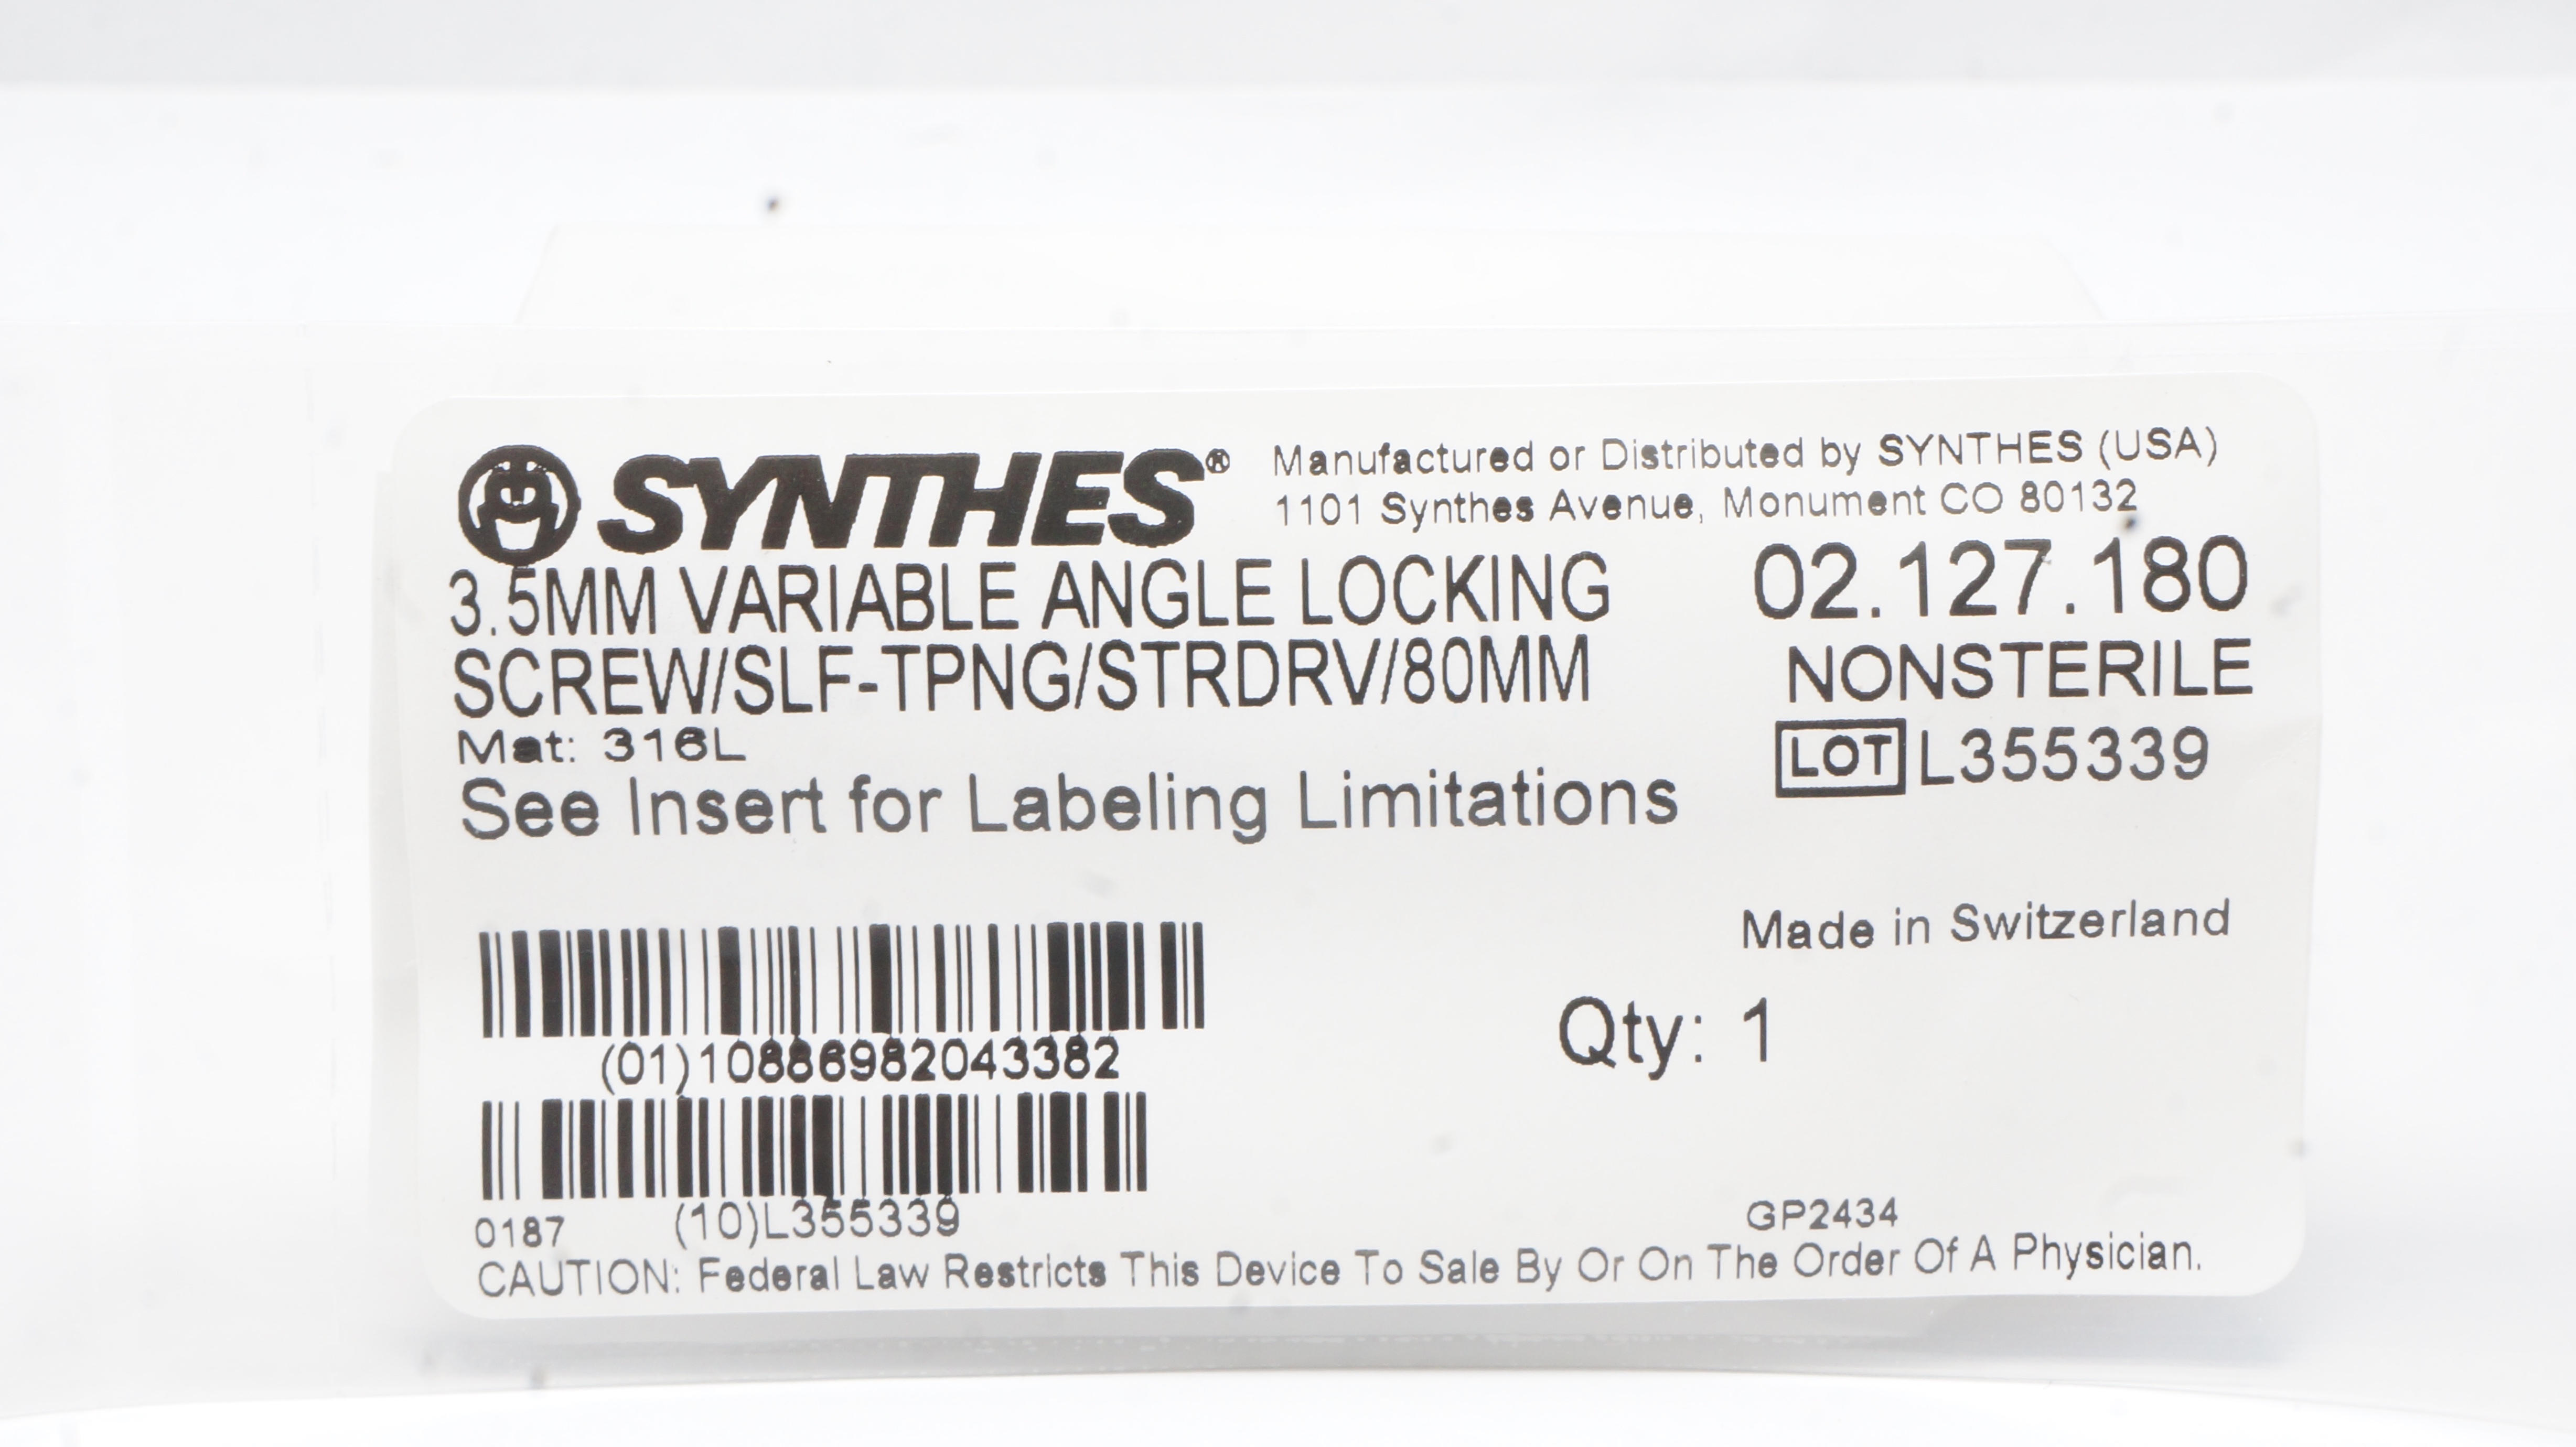 SYNTHES®
Manufactured or Distributed by SYNTHES (USA)
1101 Synthes Avenue, Monument CO 80132
3.5MM VARIABLE ANGLE LOCKING
SCREW/SLF-TPNG/STRDRV/80MM
02.127.180
NONSTERILE
LOT L355339
Mat: 316L
See Insert for Labeling Limitations
Made in Switzerland
Qty: 1
(01)10886982043382
(10)L355339
0187
GP2434
CAUTION: Federal Law Restricts This Device To Sale By Or On The Order Of A Physician.